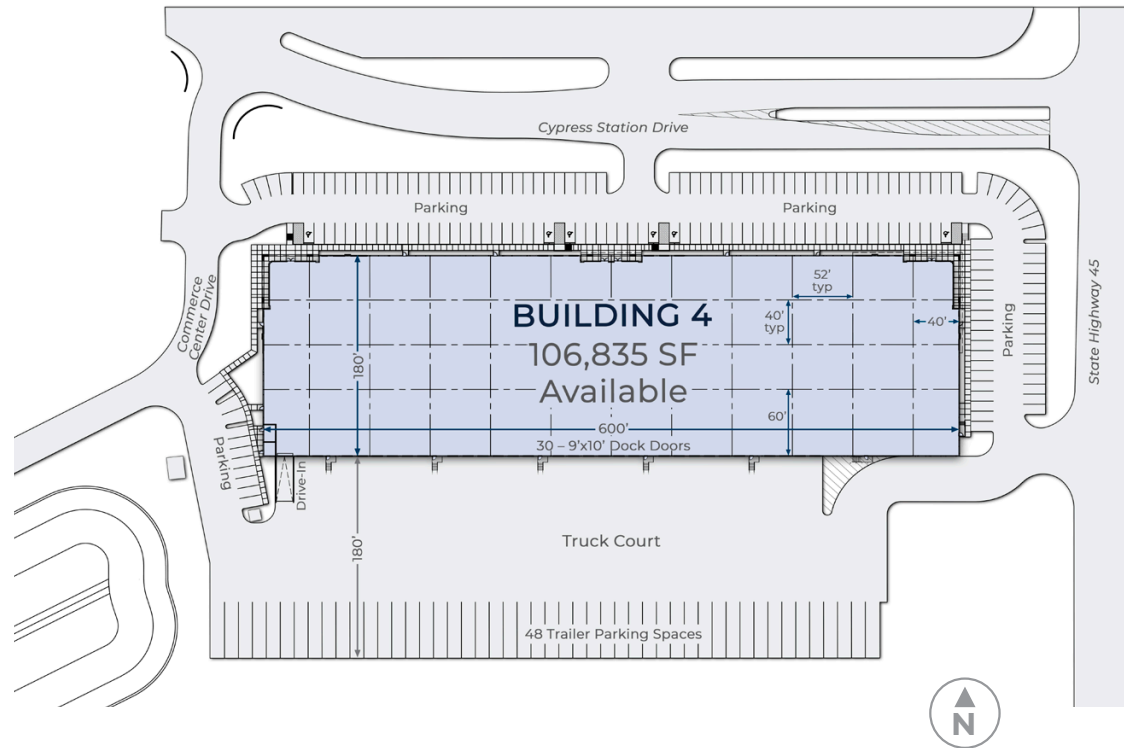 Cypress Station Drive
Parking
Parking
Commerce
Center Drive
State Highway 45
52'
typ
40'
typ
40'
BUILDING 4
106,835 SF
Available
Parking
180'
60'
600'
30 – 9'x10' Dock Doors
Parking
Drive-In
180'
Truck Court
48 Trailer Parking Spaces
N